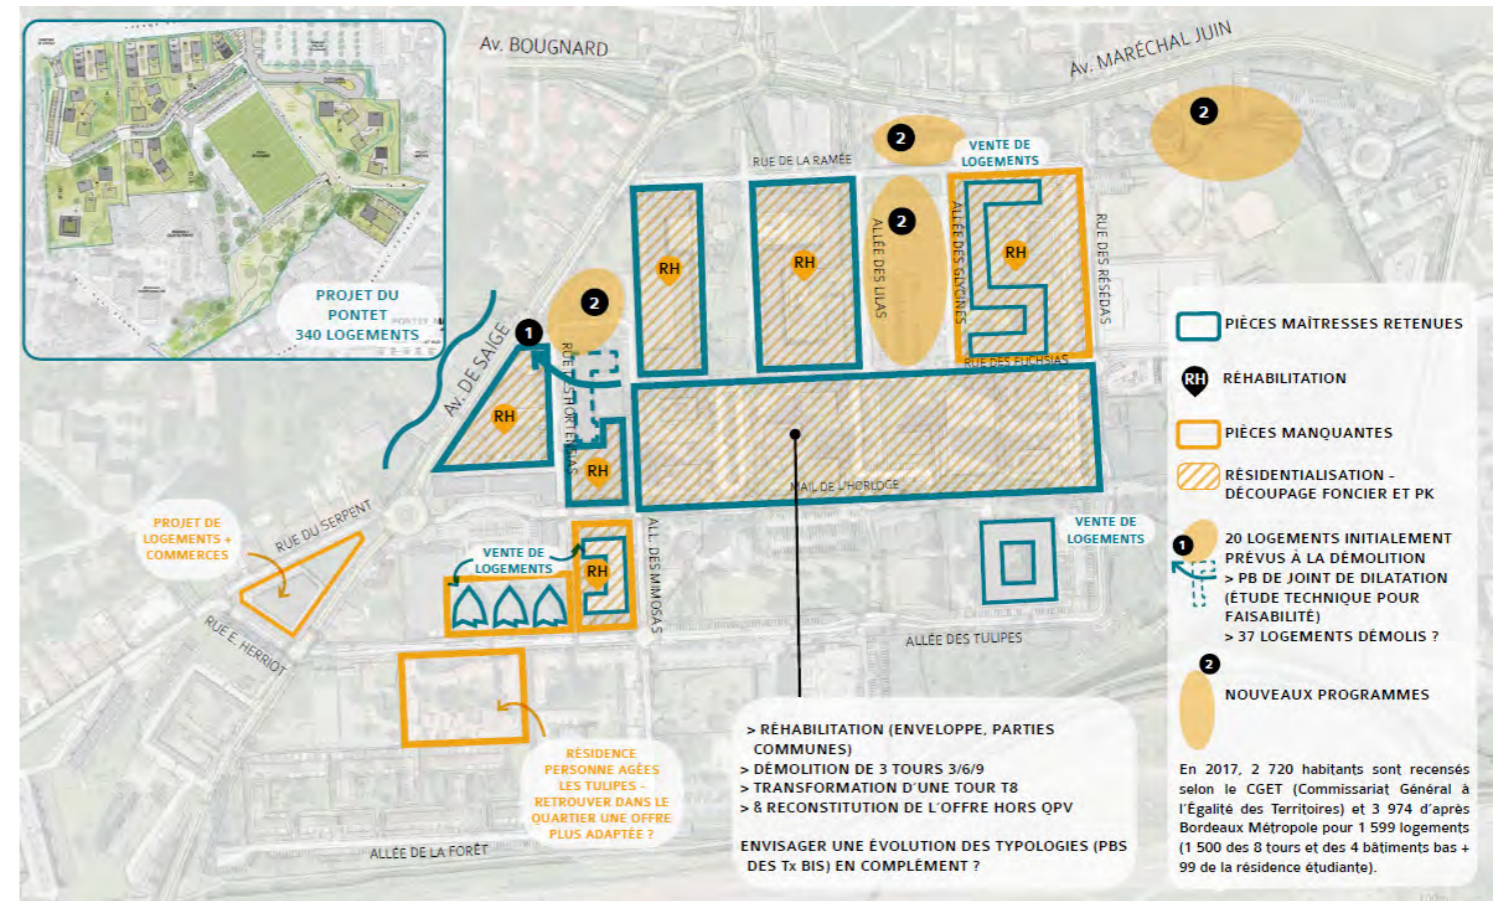 Av. BOUGNARD
Av. MARÉCHAL JUIN
2
2
VENTE DE
LOGEMENTS
RUE DE LA RAMÉE
2
ALLÉE DES LILAS
ALLÉE DES GLYCINES
RUE DES RÉSÉDAS
RH
RH
RH
PROJET DU
PONTET
340 LOGEMENTS
2
1
Av. DE SAIGE
RUE DES HORTENSIAS
RUE DES FUCHSIAS
RH
RH
MAIL DE L'HORLOGE
PROJET DE
LOGEMENTS +
COMMERCES
RUE DU SERPENT
RUE E. HERRIOT
VENTE DE
LOGEMENTS
RH
ALL. DES MIMOSAS
VENTE DE
LOGEMENTS
ALLÉE DES TULIPES
RÉSIDENCE
PERSONNE AGÉES
LES TULIPES -
RETROUVER DANS LE
QUARTIER UNE OFFRE
PLUS ADAPTÉE ?
ALLÉE DE LA FORÊT
> RÉHABILITATION (ENVELOPPE, PARTIES
COMMUNES)
> DÉMOLITION DE 3 TOURS 3/6/9
> TRANSFORMATION D'UNE TOUR T8
> & RECONSTITUTION DE L'OFFRE HORS QPV
ENVISAGER UNE ÉVOLUTION DES TYPOLOGIES (PBS
DES Tx BIS) EN COMPLÉMENT ?
PIÈCES MAÎTRESSES RETENUES
RH RÉHABILITATION
PIÈCES MANQUANTES
RÉSIDENTIALISATION -
DÉCOUPAGE FONCIER ET PK
1
20 LOGEMENTS INITIALEMENT
PRÉVUS À LA DÉMOLITION
> PB DE JOINT DE DILATATION
(ÉTUDE TECHNIQUE POUR
FAISABILITÉ)
> 37 LOGEMENTS DÉMOLIS ?
2
NOUVEAUX PROGRAMMES
En 2017, 2 720 habitants sont recensés
selon le CGET (Commissariat Général à
l'Égalité des Territoires) et 3 974 d'après
Bordeaux Métropole pour 1 599 logements
(1 500 des 8 tours et des 4 bâtiments bas +
99 de la résidence étudiante).